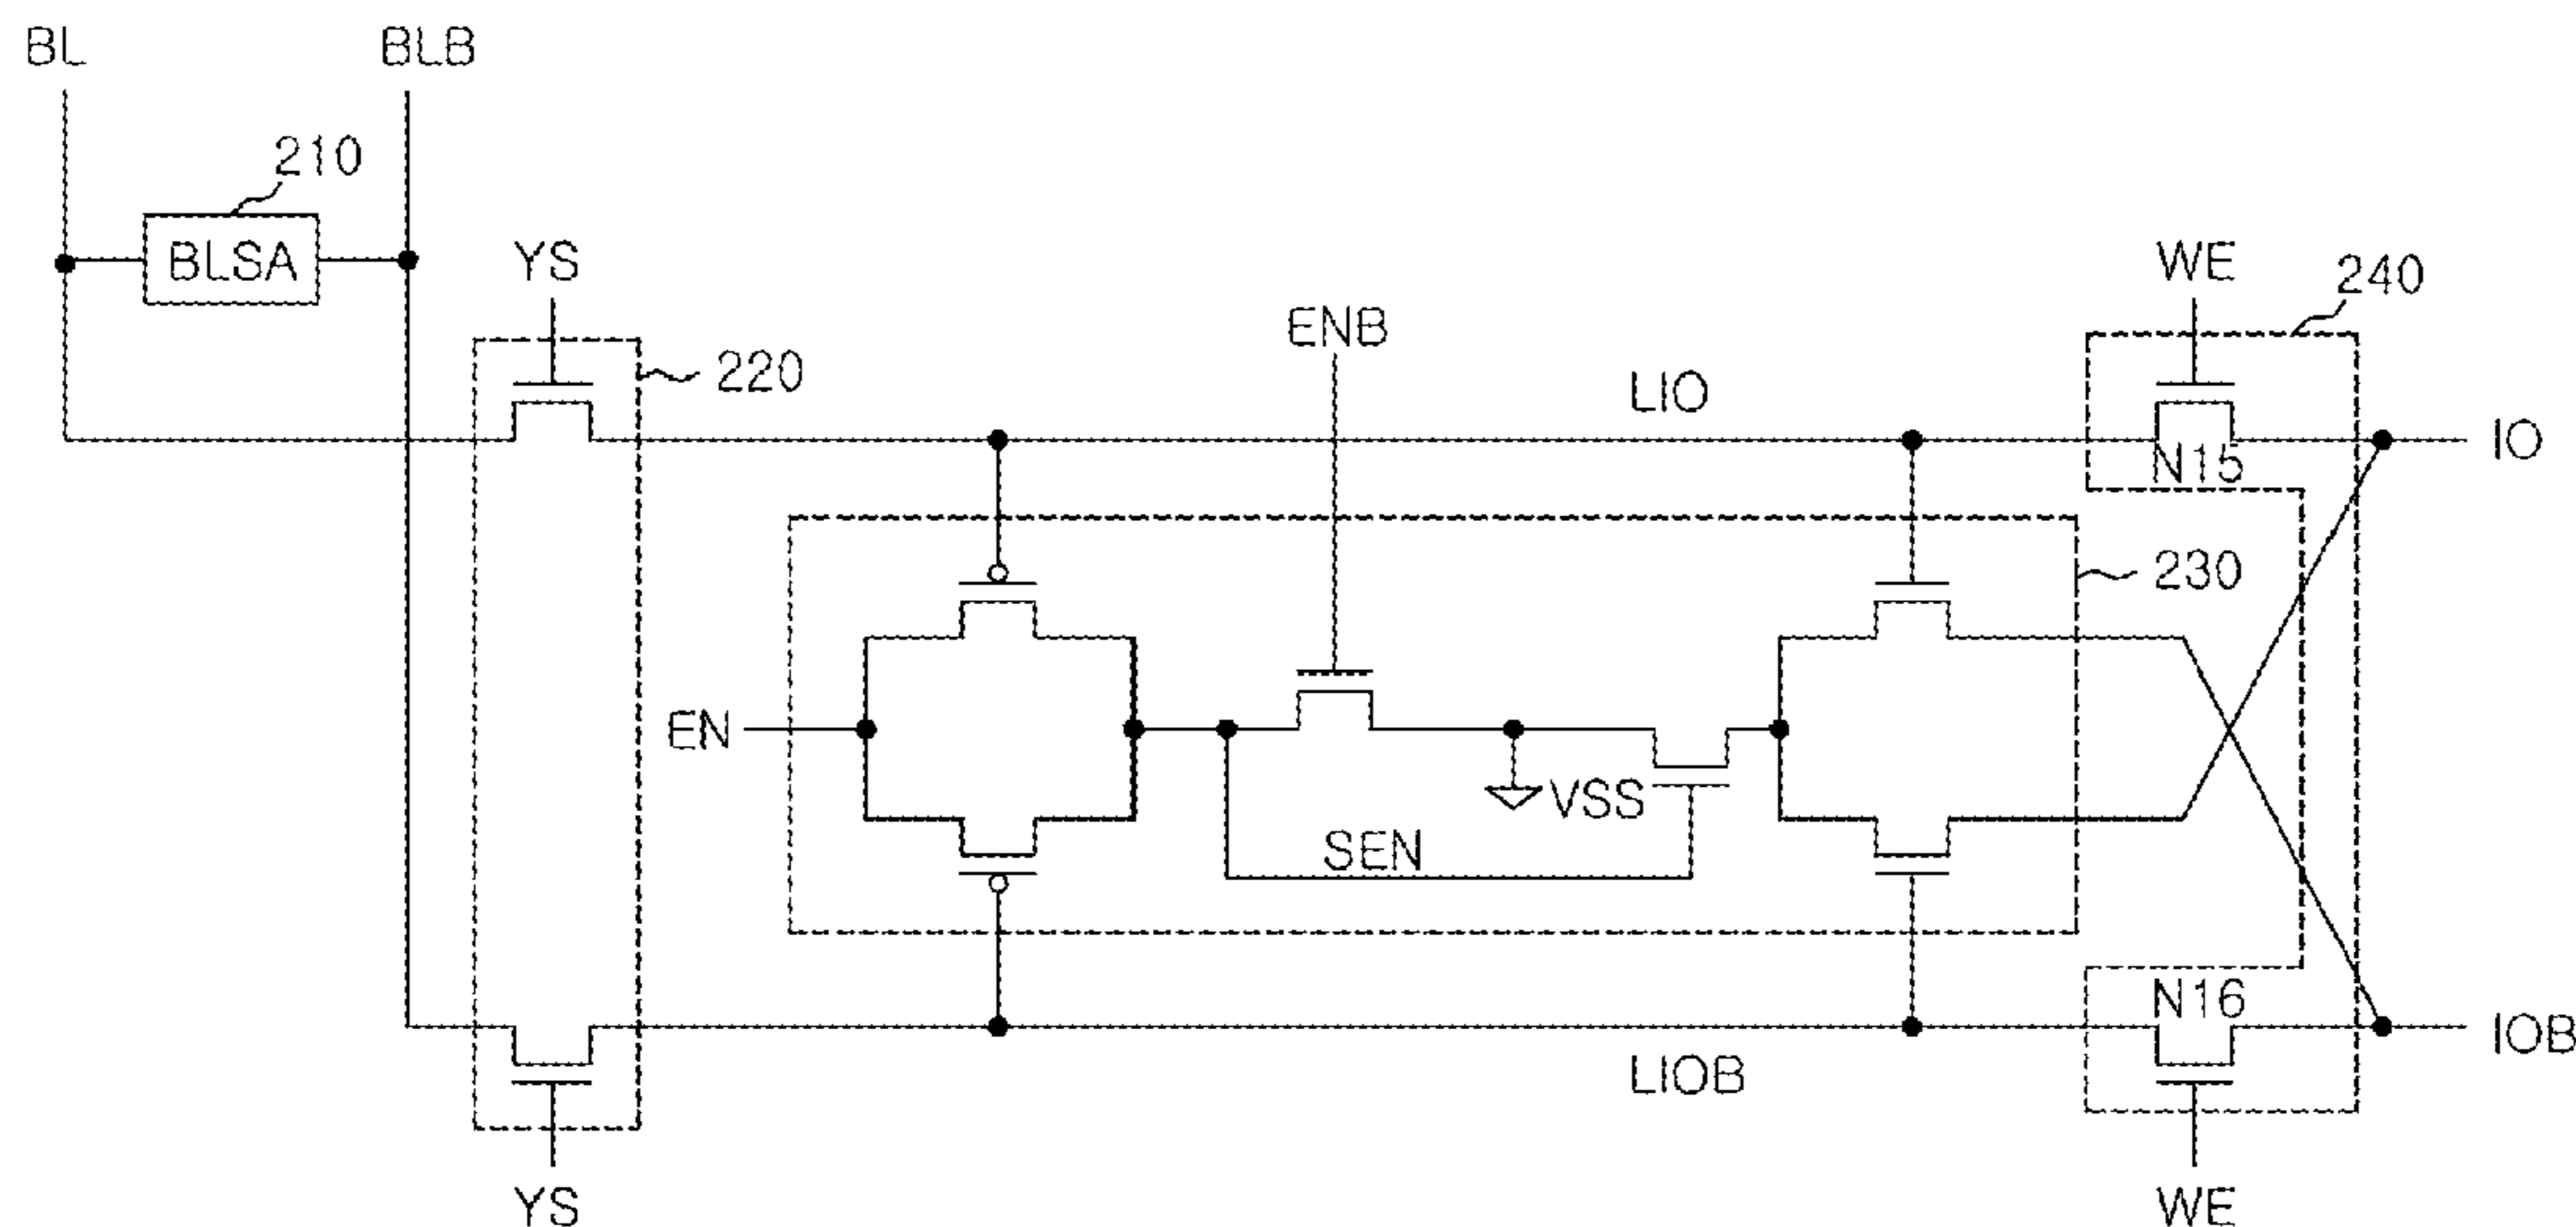 BL
BLB
210
BLSA
YS
WE
240
ENB
220
LIO
IO
N15
230
EN
VSS
SEN
N16
IOB
LIOB
YS
WE